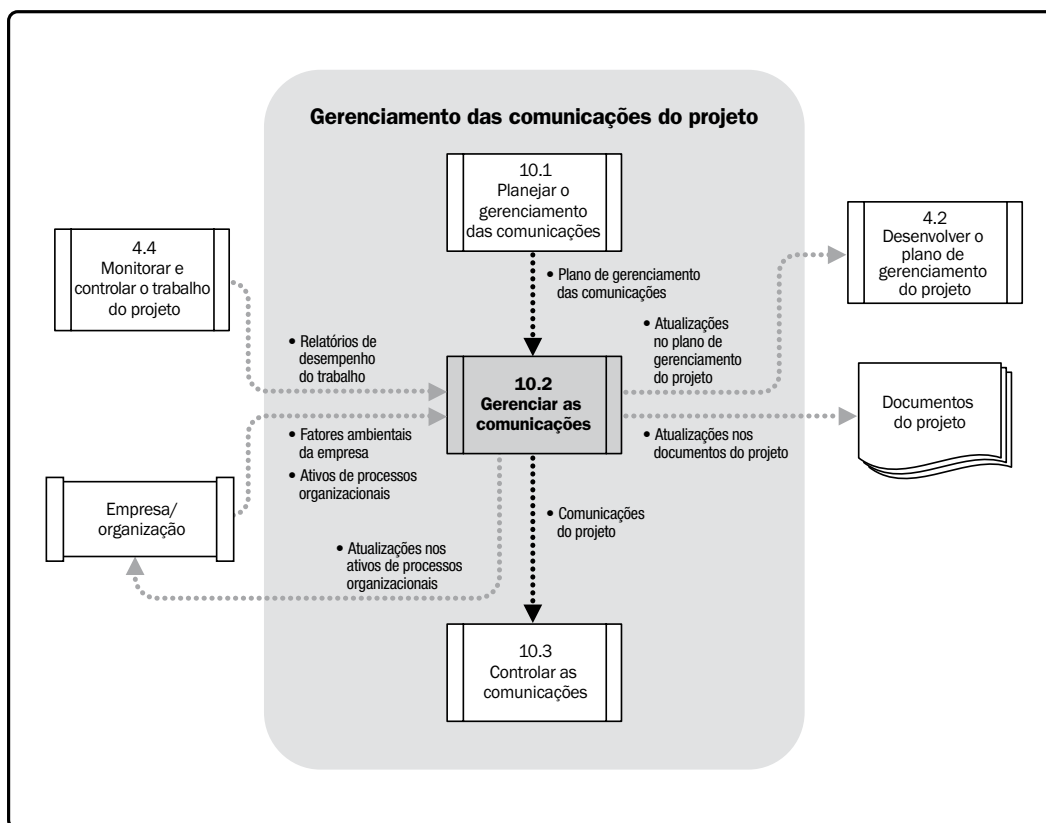 Gerenciamento das comunicações do projeto
10.1
Planejar o
gerenciamento
das comunicações
4.4
Monitorar e
controlar o trabalho
do projeto
4.2
Desenvolver o
plano de
gerenciamento
do projeto
• Plano de gerenciamento
das comunicações
• Relatórios de
desempenho
do trabalho
• Atualizações
no plano de
gerenciamento
do projeto
10.2
Gerenciar as
comunicações
Documentos
do projeto
• Fatores ambientais
da empresa
• Ativos de processos
organizacionais
• Atualizações nos
documentos do projeto
Empresa/
organização
• Comunicações
do projeto
• Atualizações nos
ativos de processos
organizacionais
10.3
Controlar as
comunicações